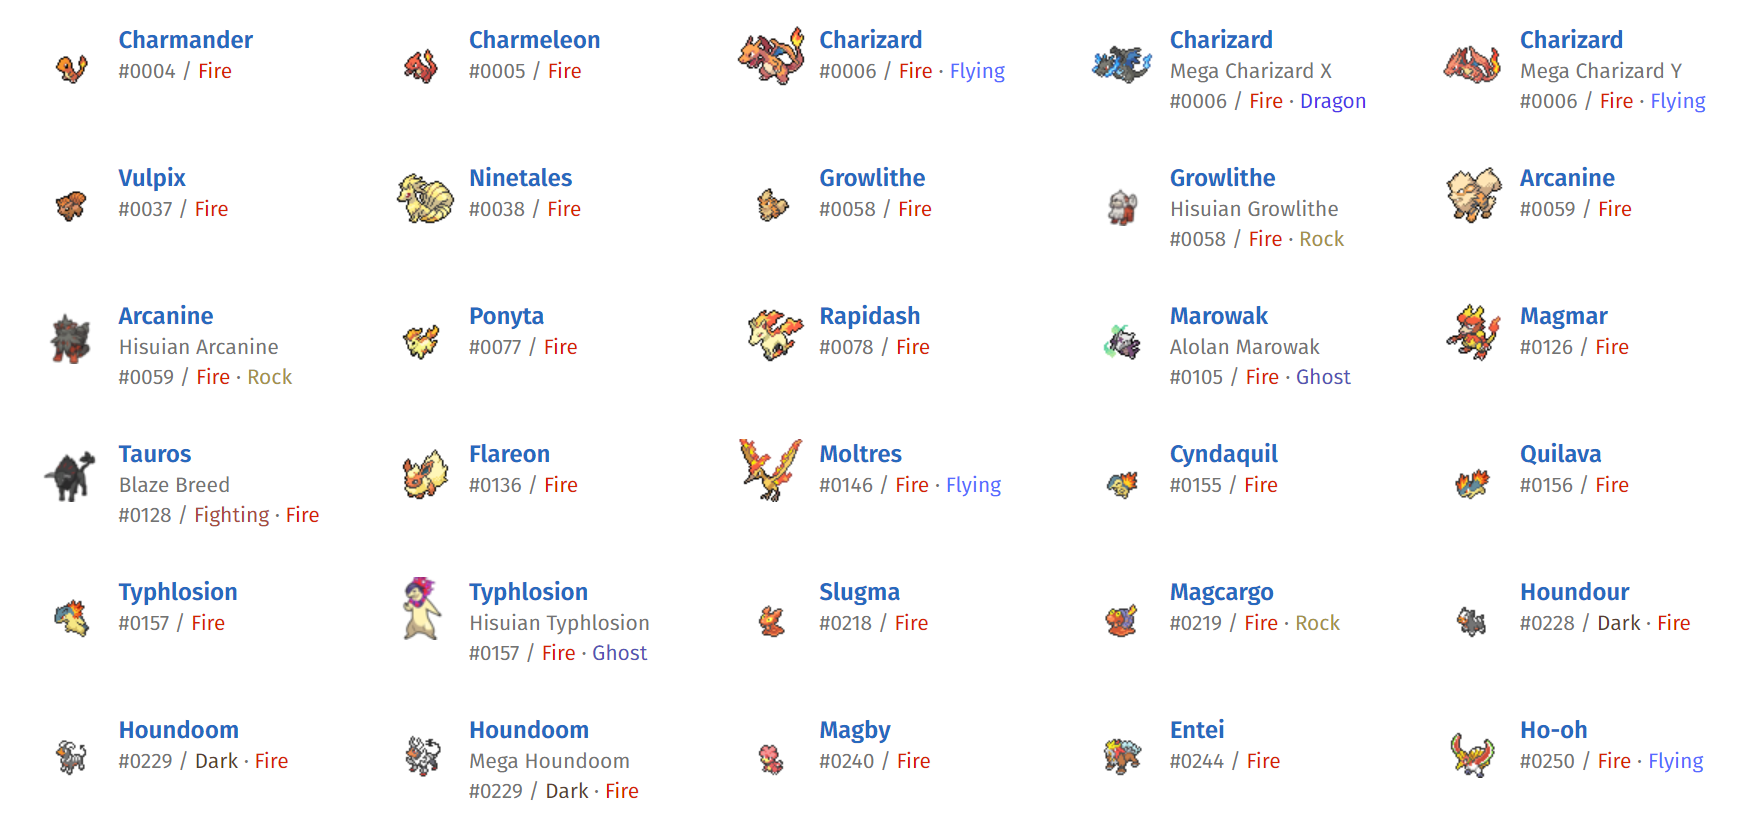 Charmander
#0004 / Fire
Charmeleon
#0005 / Fire
Charizard
#0006 / Fire · Flying
Charizard
Mega Charizard X
#0006 / Fire · Dragon
Charizard
Mega Charizard Y
#0006 / Fire · Flying
Vulpix
#0037 / Fire
Ninetales
#0038 / Fire
Growlithe
#0058 / Fire
Growlithe
Hisuian Growlithe
#0058 / Fire · Rock
Arcanine
#0059 / Fire
Arcanine
Hisuian Arcanine
#0059 / Fire · Rock
Ponyta
#0077 / Fire
Rapidash
#0078 / Fire
Marowak
Alolan Marowak
#0105 / Fire · Ghost
Magmar
#0126 / Fire
Tauros
Blaze Breed
#0128 / Fighting · Fire
Flareon
#0136 / Fire
Moltres
#0146 / Fire · Flying
Cyndaquil
#0155 / Fire
Quilava
#0156 / Fire
Typhlosion
#0157 / Fire
Typhlosion
Hisuian Typhlosion
#0157 / Fire · Ghost
Slugma
#0218 / Fire
Magcargo
#0219 / Fire · Rock
Houndour
#0228 / Dark · Fire
Houndoom
#0229 / Dark · Fire
Houndoom
Mega Houndoom
#0229 / Dark · Fire
Magby
#0240 / Fire
Entei
#0244 / Fire
Ho-oh
#0250 / Fire · Flying